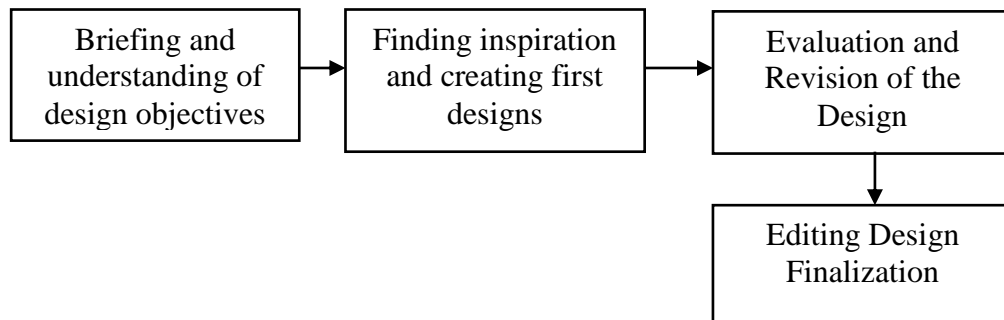 Briefing and
understanding of
design objectives
Finding inspiration
and creating first
designs
Evaluation and
Revision of the
Design
Editing Design
Finalization